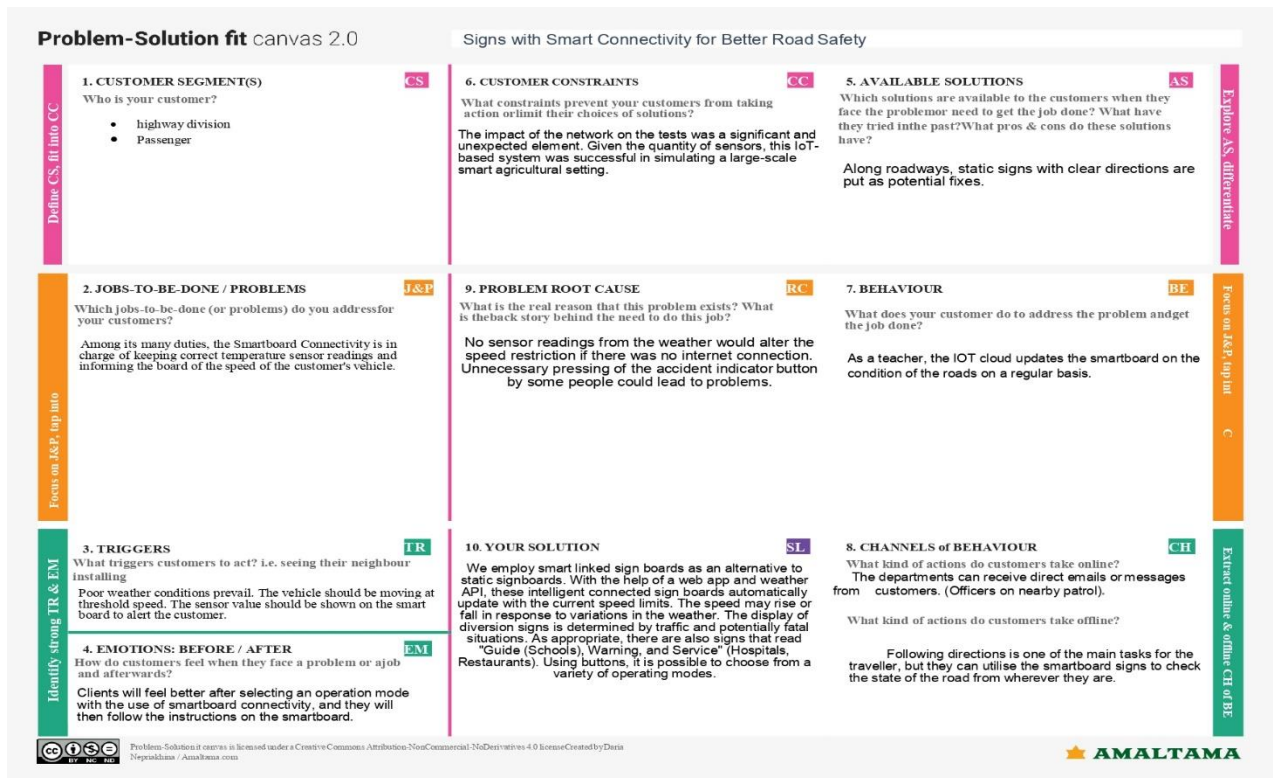 Problem-Solution fit canvas 2.0
Signs with Smart Connectivity for Better Road Safety
Define CS, fit into CC
1. CUSTOMER SEGMENT(S)
CS
Who is your customer?
• highway division
• Passenger
6. CUSTOMER CONSTRAINTS
CC
What constraints prevent your customers from taking
action orlimit their choices of solutions?
The impact of the network on the tests was a significant and
unexpected element. Given the quantity of sensors, this IoT-
based system was successful in simulating a large-scale
smart agricultural setting.
5. AVAILABLE SOLUTIONS
AS
Which solutions are available to the customers when they
face the problemor need to get the job done? What have
they tried inthe past?What pros & cons do these solutions
have?
Along roadways, static signs with clear directions are
put as potential fixes.
Explore AS, differentiate
Focus on J&P, tap into
2. JOBS-TO-BE-DONE / PROBLEMS
J&P
Which jobs-to-be-done (or problems) do you addressfor
your customers?
Among its many duties, the Smartboard Connectivity is in
charge of keeping correct temperature sensor readings and
informing the board of the speed of the customer's vehicle.
9. PROBLEM ROOT CAUSE
RC
What is the real reason that this problem exists? What
is theback story behind the need to do this job?
No sensor readings from the weather would alter the
speed restriction if there was no internet connection.
Unnecessary pressing of the accident indicator button
by some people could lead to problems.
7. BEHAVIOUR
BE
What does your customer do to address the problem andget
the job done?
As a teacher, the IOT cloud updates the smartboard on the
condition of the roads on a regular basis.
Focus on J&P, tap int C
Identify strong TR & EM
3. TRIGGERS
TR
What triggers customers to act? i.e. seeing their neighbour
installing
Poor weather conditions prevail. The vehicle should be moving at
threshold speed. The sensor value should be shown on the smart
board to alert the customer.
4. EMOTIONS: BEFORE / AFTER
EM
How do customers feel when they face a problem or ajob
and afterwards?
Clients will feel better after selecting an operation mode
with the use of smartboard connectivity, and they will
then follow the instructions on the smartboard.
10. YOUR SOLUTION
SL
We employ smart linked sign boards as an alternative to
static signboards. With the help of a web app and weather
API, these intelligent connected sign boards automatically
update with the current speed limits. The speed may rise or
fall in response to variations in the weather. The display of
diversion signs is determined by traffic and potentially fatal
situations. As appropriate, there are also signs that read
"Guide (Schools), Warning, and Service" (Hospitals,
Restaurants). Using buttons, it is possible to choose from a
variety of operating modes.
8. CHANNELS of BEHAVIOUR
CH
What kind of actions do customers take online?
The departments can receive direct emails or messages
from customers. (Officers on nearby patrol).
What kind of actions do customers take offline?
Following directions is one of the main tasks for the
traveller, but they can utilise the smartboard signs to check
the state of the road from wherever they are.
Extract online & offline CH of BE
cc BY NC ND
Problem-Solution it canvas is licensed under a Creative Commons Attribution-NonCommercial-NoDerivatives 4.0 licenseCreated by Daria
Nepriakhina / Amaltama.com
AMALTAMA